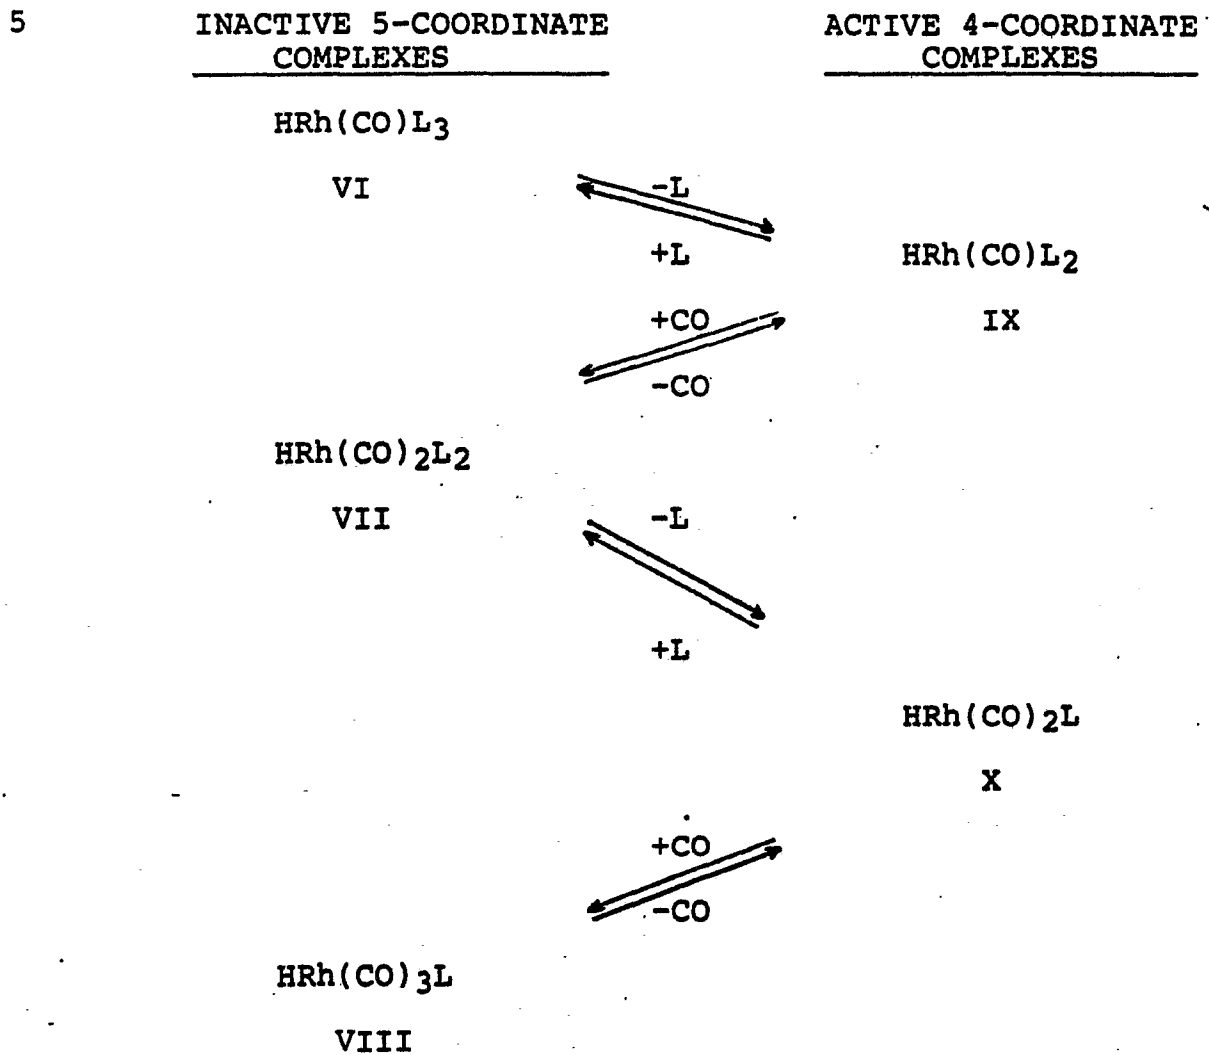 5 INACTIVE 5-COORDINATE ACTIVE 4-COORDINATE
COMPLEXES COMPLEXES
HRh(CO)L3
VI -L
+L HRh(CO)L2
+CO IX
-CO
HRh(CO)2L2
VII -L
+L
HRh(CO)2L
X
+CO
-CO
HRh(CO)3L
VIII